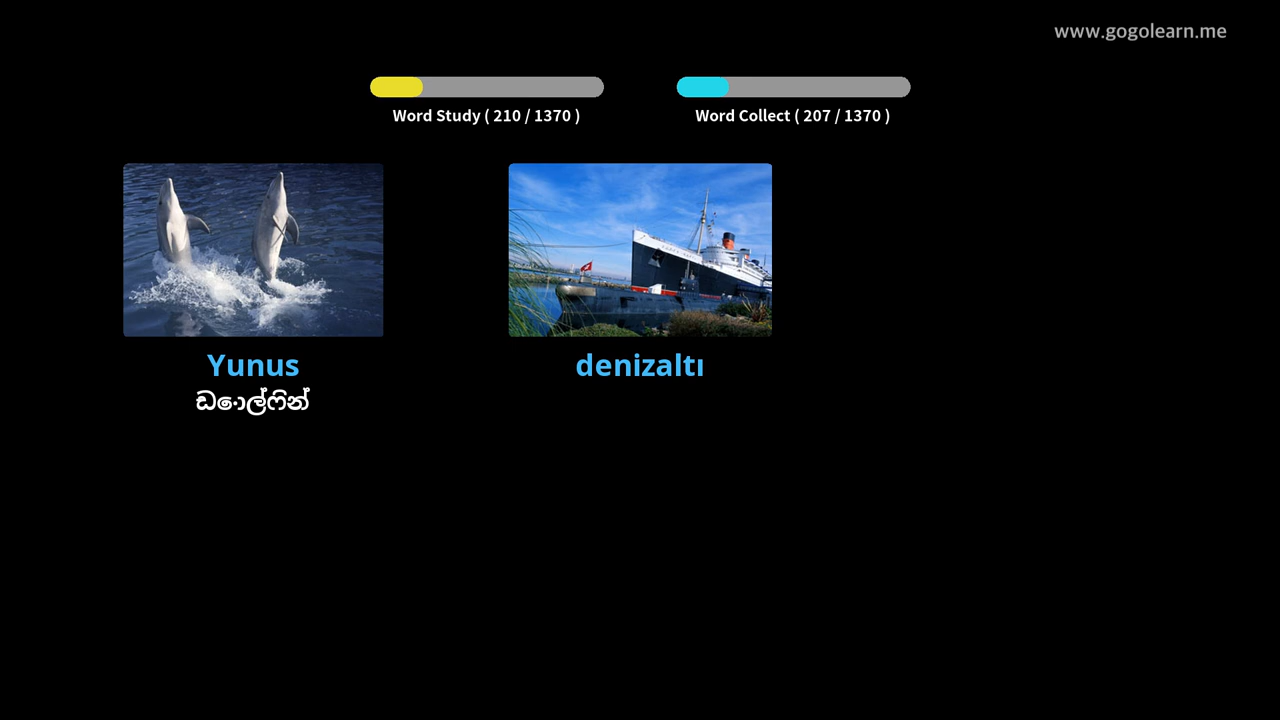 www.gogolearn.me
Word Study ( 210 / 1370 )
Word Collect ( 207 / 1370 )
Yunus
denizaltı
ඩොල්ෆින්